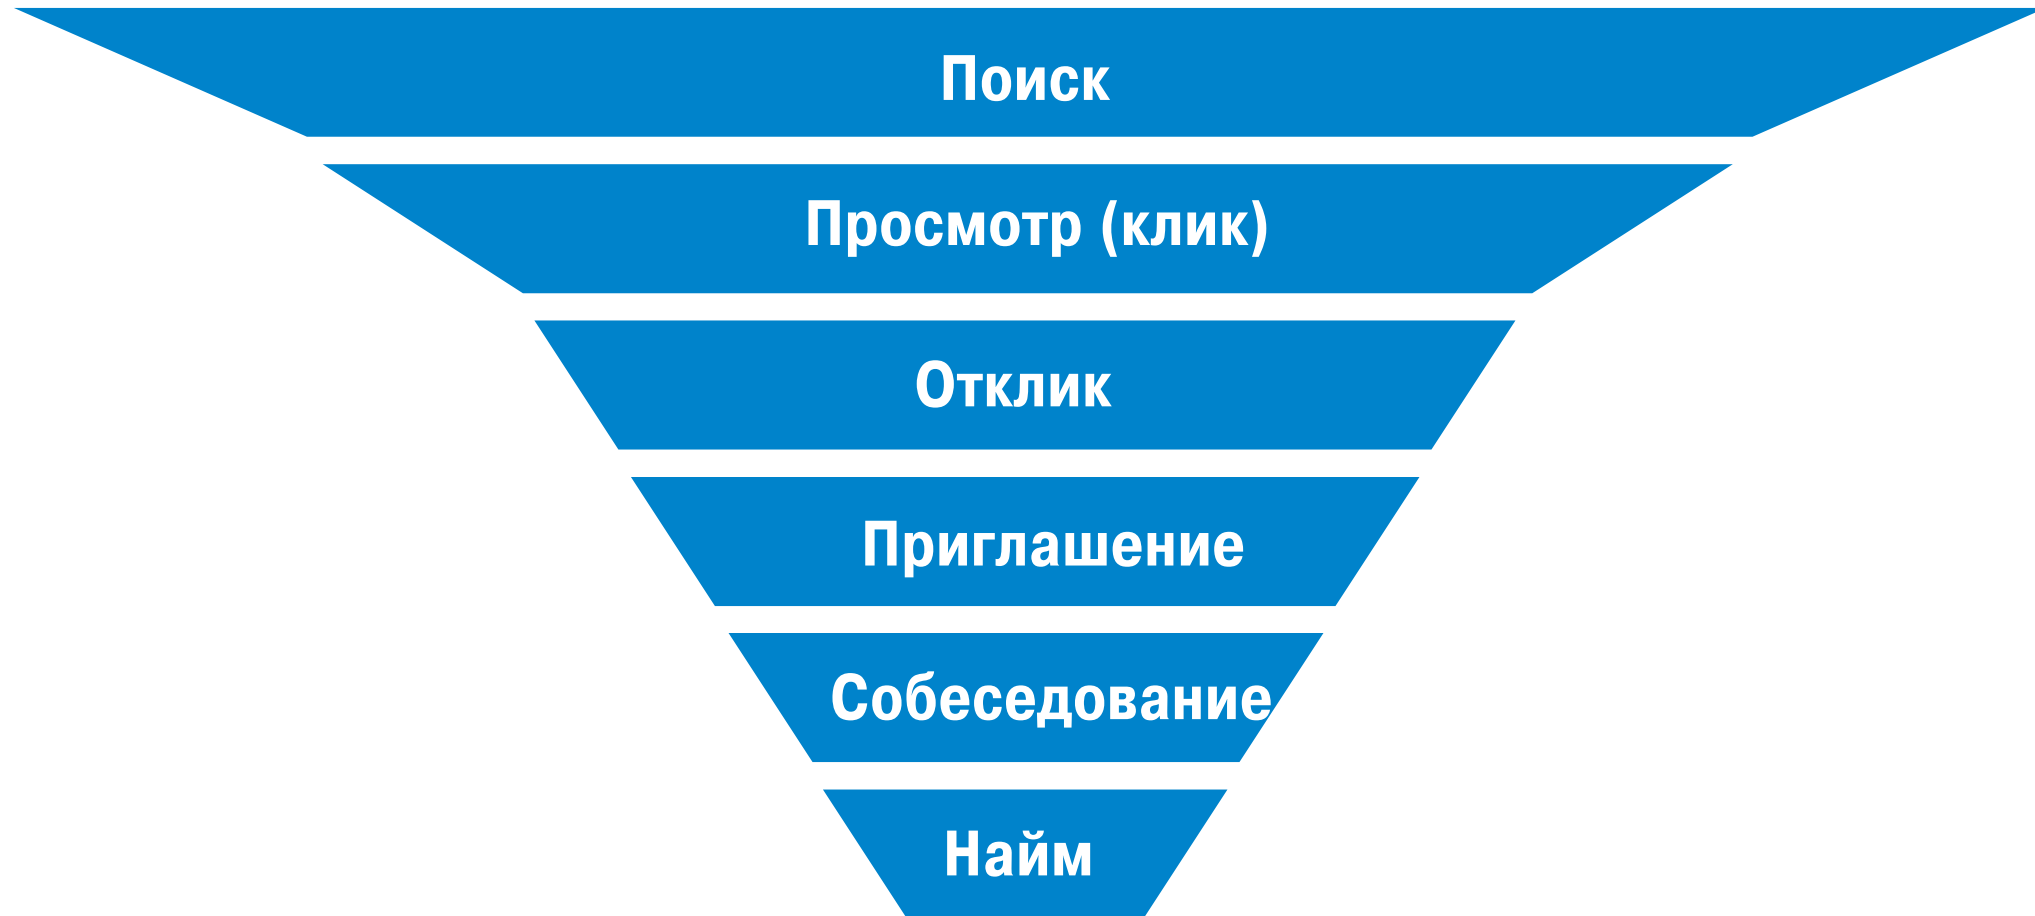 Поиск
Просмотр (клик)
Отклик
Приглашение
Собеседование
Найм